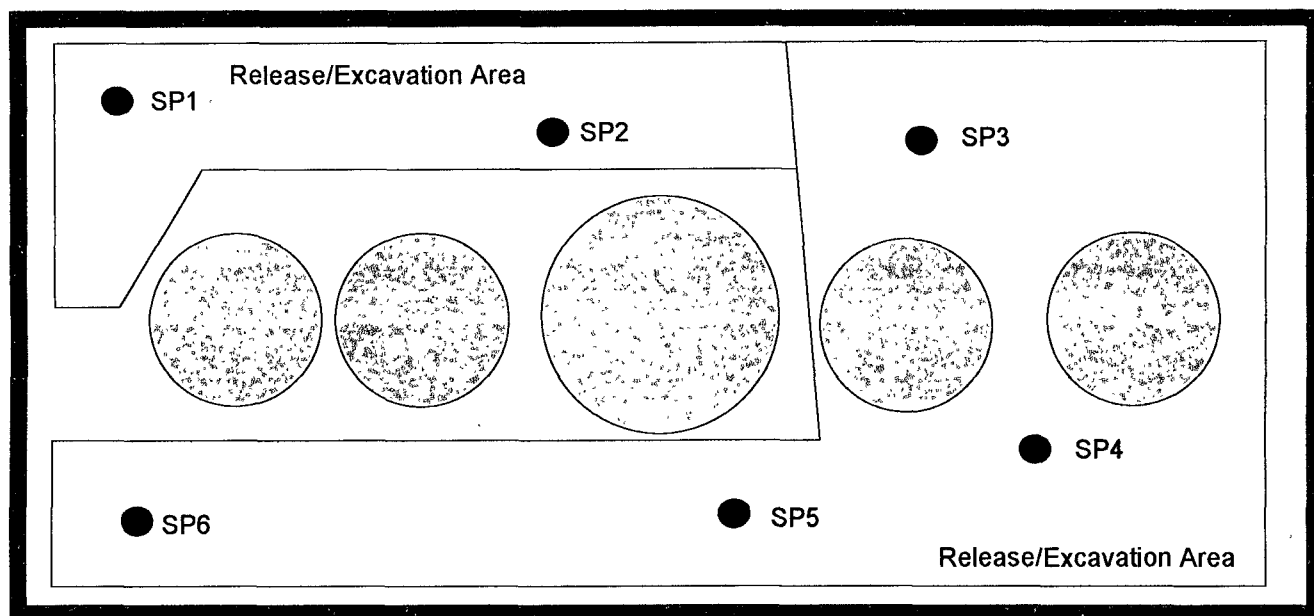 Release/Excavation Area
SP1
SP2
SP3
SP4
SP5
SP6
Release/Excavation Area